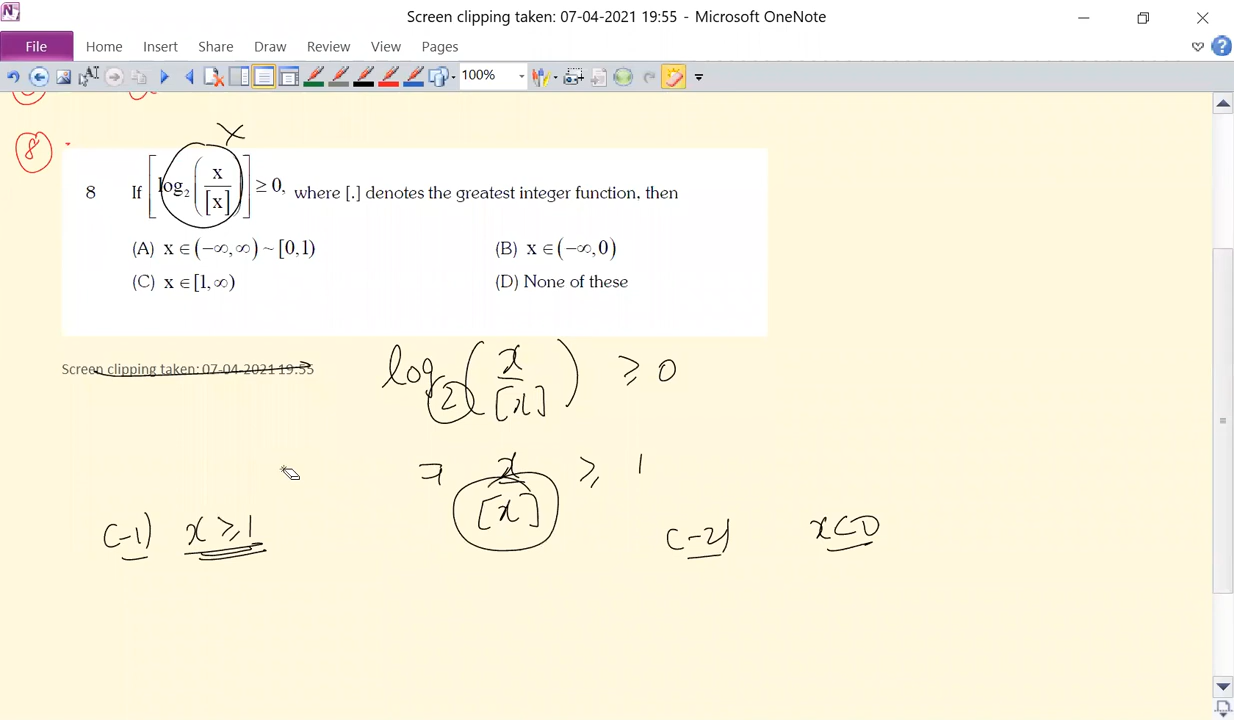 Screen clipping taken: 07-04-2021 19:55 - Microsoft OneNote
File Home Insert Share Draw Review View Pages
100%
8
X
8 If [log₂(x/[x])] ≥ 0, where [.] denotes the greatest integer function, then
(A) x ∈ (−∞, ∞) ~ [0,1) (B) x ∈ (−∞, 0)
(C) x ∈ [1, ∞) (D) None of these
Screen clipping taken: 07-04-2021 19:55
log₂(x/[x]) ≥ 0
⇒ x/[x] ≥ 1
C-1) x ≥ 1 C-2) x < 0